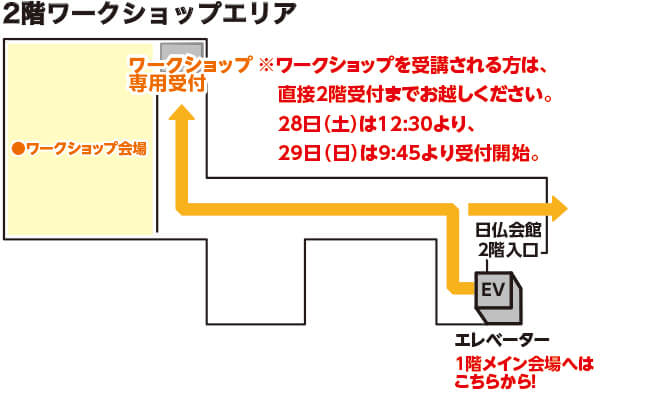 2階ワークショップエリア
ワークショップ
専用受付
※ワークショップを受講される方は、
直接2階受付までお越しください。
28日(土)は12:30より、
29日(日)は9:45より受付開始。
●ワークショップ会場
日仏会館
2階入口
EV
エレベーター
1階メイン会場へは
こちらから!